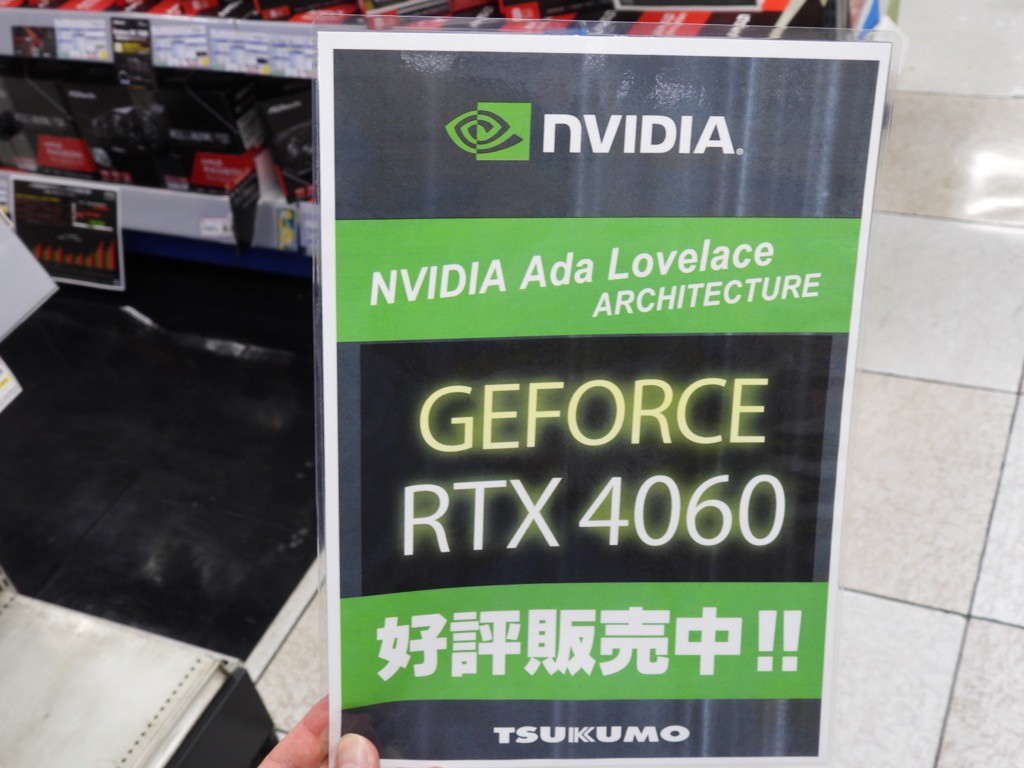 NVIDIA
NVIDIA Ada Lovelace
ARCHITECTURE
GEFORCE
RTX 4060
好評販売中!!
TSUKUMO